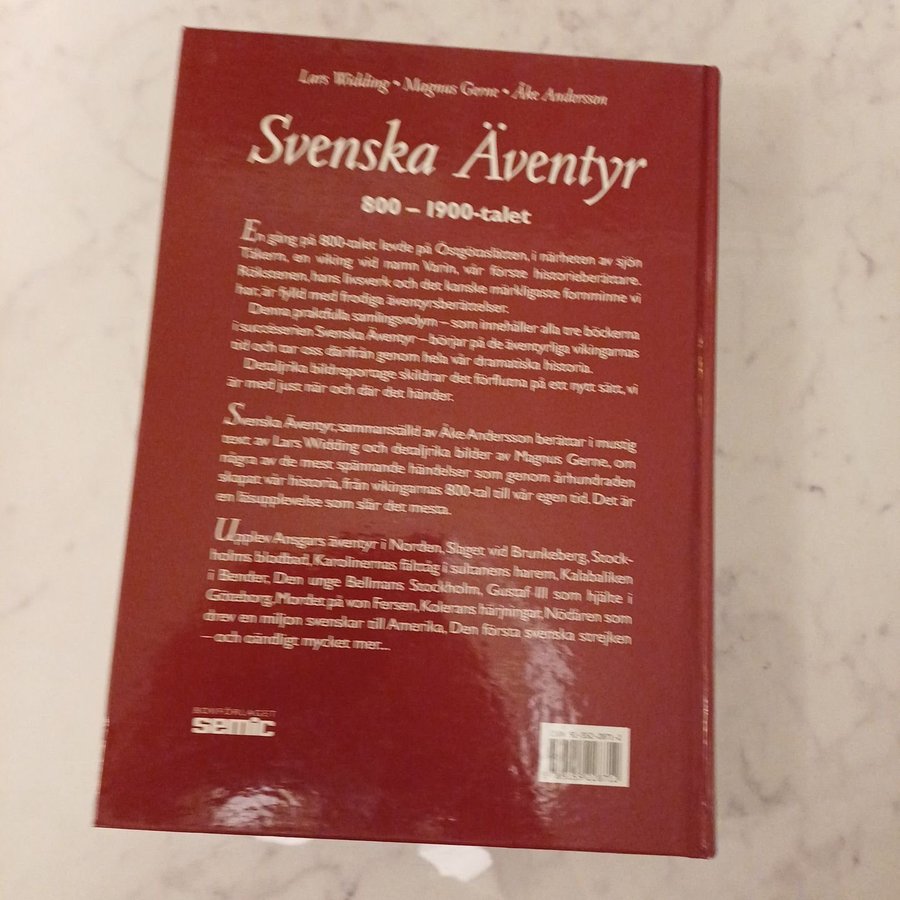 Lars Widding • Magnus Gerne • Åke Andersson
Svenska Äventyr
800 – 1900-talet
En gång på 800-talet levde på Östgötaslätten, i närheten av sjön
Tåkern, en viking vid namn Varin, vår förste historieberättare.
Rökstenen, hans livsverk och det kanske märkligaste fornminne vi
har, är fylld med frodiga äventyrsberättelser.
Denna praktfulla samlingsvolym – som innehåller alla tre böckerna
i succéserien Svenska Äventyr – börjar på de äventyrliga vikingarnas
tid och tar oss därifrån genom hela vår dramatiska historia.
Detaljrika bildreportage skildrar det förflutna på ett nytt sätt, vi
är med just när och där det händer.
Svenska Äventyr, sammanställd av Åke Andersson berättar i mustig
text av Lars Widding och detaljrika bilder av Magnus Gerne, om
några av de mest spännande händelser som genom århundraden
skapat vår historia, från vikingarnas 800-tal till vår egen tid. Det är
en läsupplevelse som slår det mesta.
Upplev Ansgars äventyr i Norden, Slaget vid Brunkeberg, Stock-
holms blodbad, Karolinernas fälttåg i sultanens harem, Kalabaliken
i Bender, Den unge Bellmans Stockholm, Gustaf III som hjälte i
Göteborg, Mordet på von Fersen, Kolerans härjningar, Nödåren som
drev en miljon svenskar till Amerika, Den första svenska strejken
– och oändligt mycket mer...
BOKFÖRLAGET
semic
ISBN